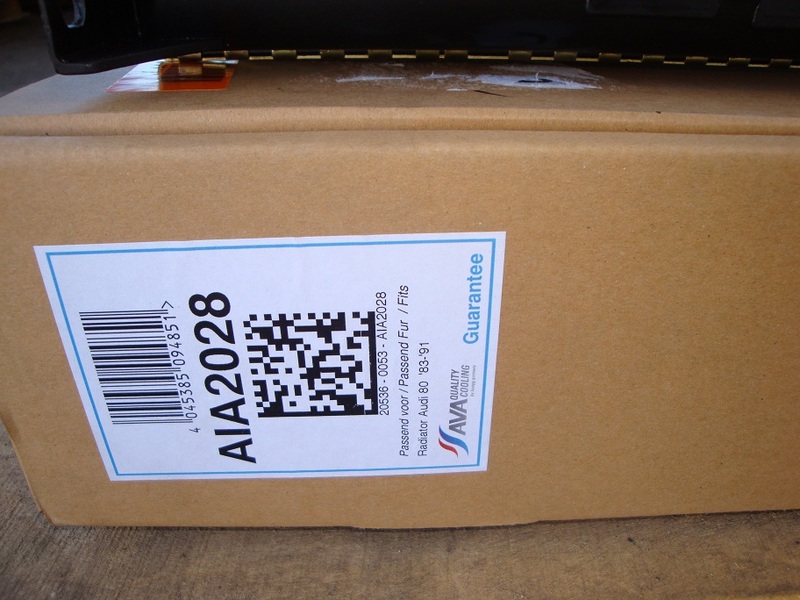 4 045385 094851 >
AIA2028
20536 - 0053 - AIA2028
Passend voor / Passend Fur / Fits
Radiator Audi 80 '83-'91
AVA QUALITY
COOLING
Guarantee